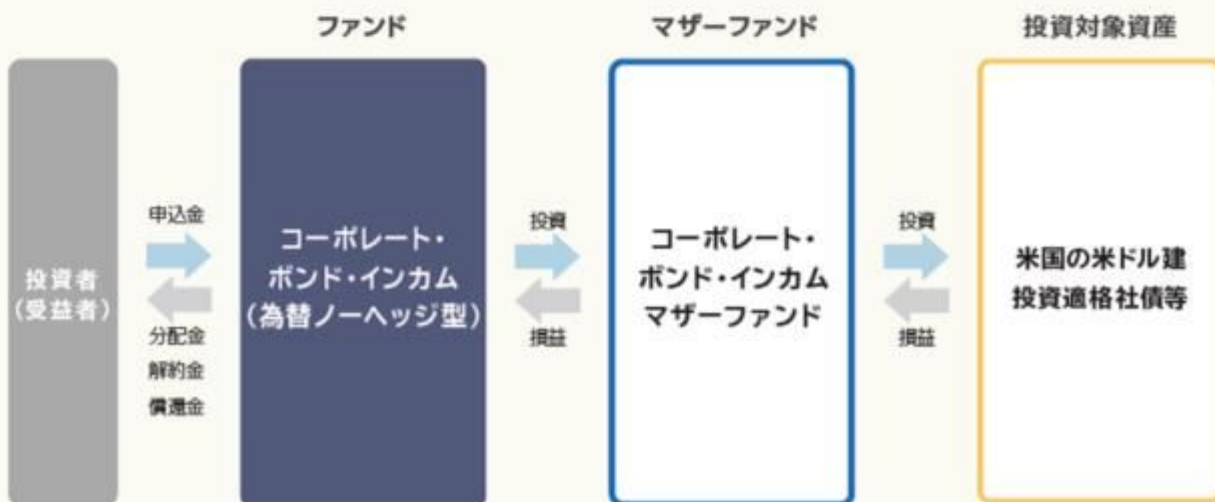 ファンド
マザーファンド
投資対象資産
投資者
(受益者)
申込金
分配金
解約金
償還金
コーポレート・
ボンド・インカム
(為替ノーヘッジ型)
投資
損益
コーポレート・
ボンド・インカム
マザーファンド
投資
損益
米国の米ドル建
投資適格社債等